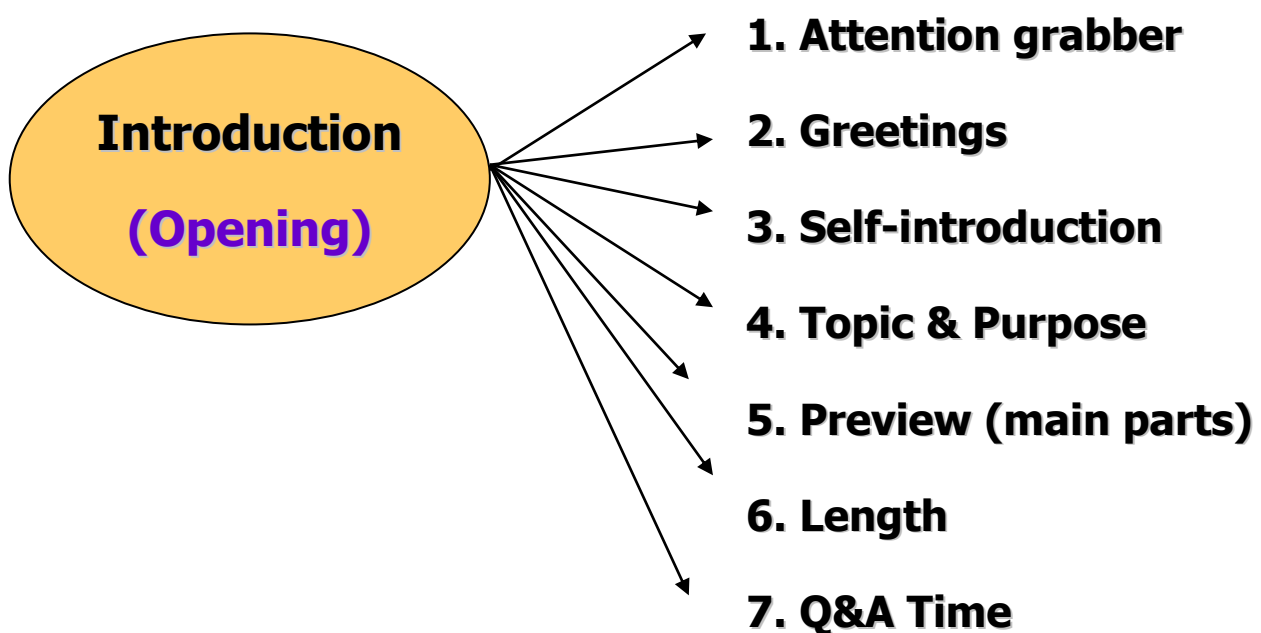 Introduction
(Opening)
1. Attention grabber
2. Greetings
3. Self-introduction
4. Topic & Purpose
5. Preview (main parts)
6. Length
7. Q&A Time